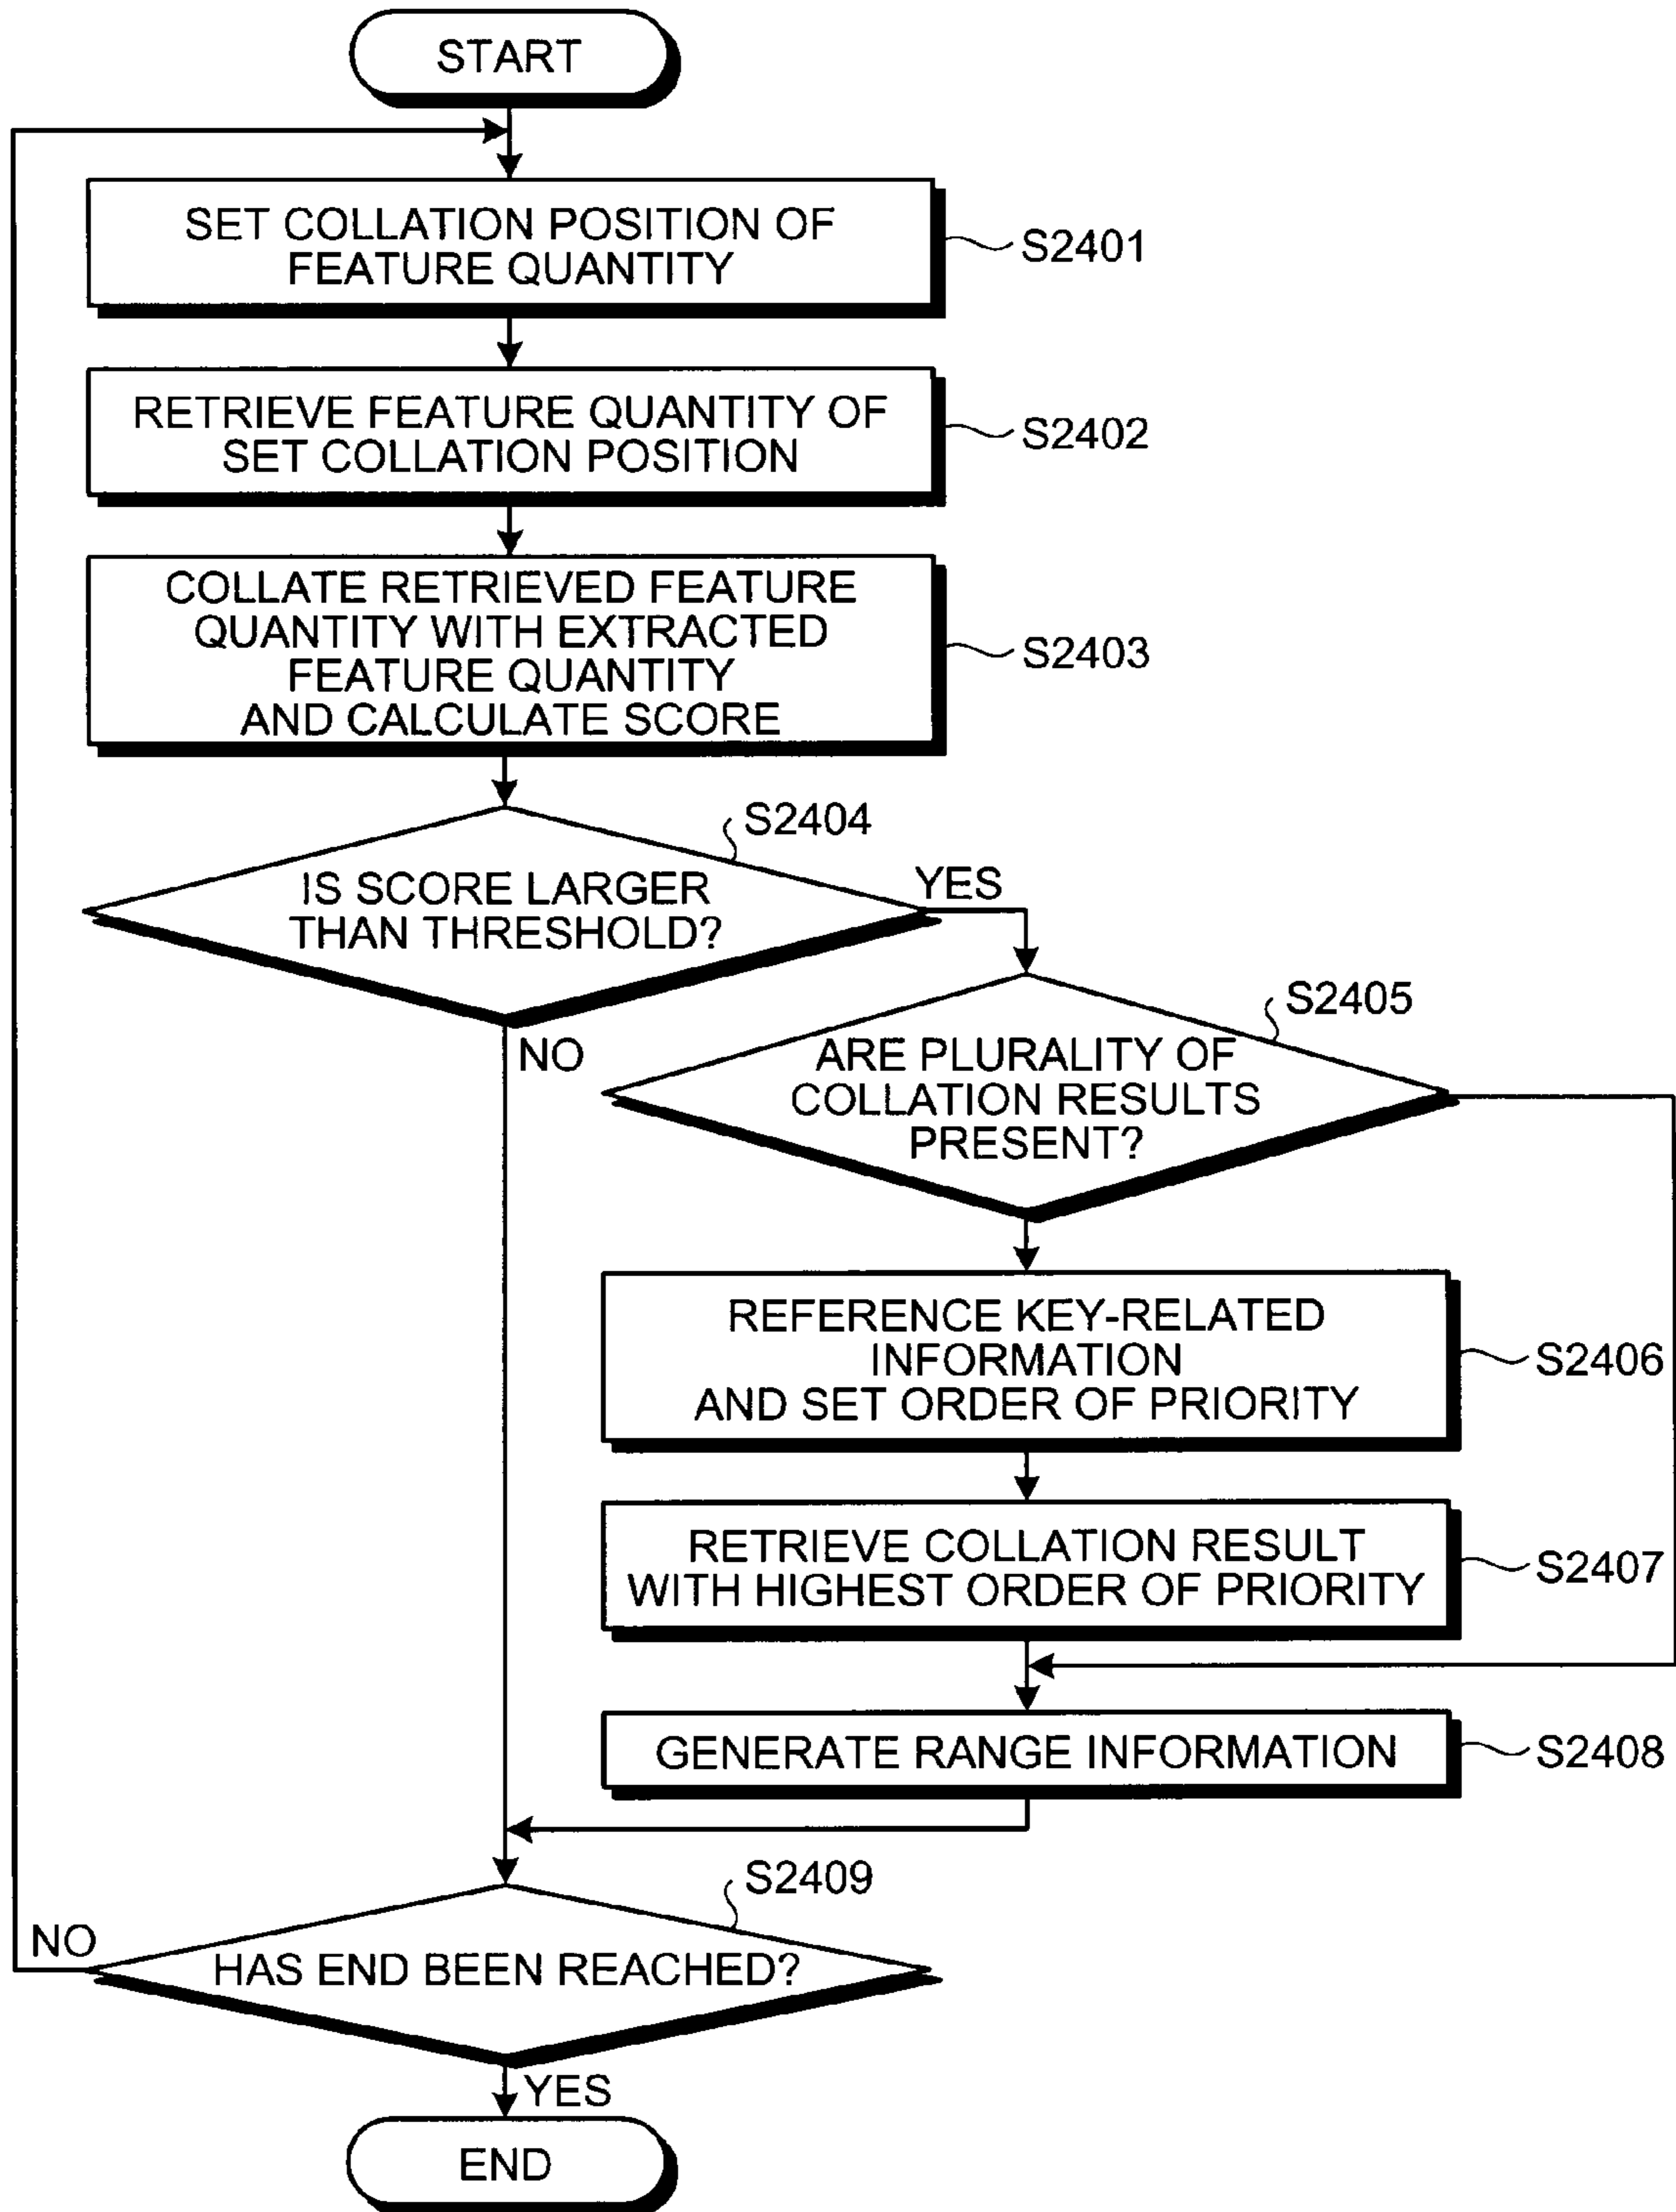 START
SET COLLATION POSITION OF
FEATURE QUANTITY
S2401
RETRIEVE FEATURE QUANTITY OF
SET COLLATION POSITION
S2402
COLLATE RETRIEVED FEATURE
QUANTITY WITH EXTRACTED
FEATURE QUANTITY
AND CALCULATE SCORE
S2403
S2404
IS SCORE LARGER
THAN THRESHOLD?
YES
NO
S2405
ARE PLURALITY OF
COLLATION RESULTS
PRESENT?
REFERENCE KEY-RELATED
INFORMATION
AND SET ORDER OF PRIORITY
S2406
RETRIEVE COLLATION RESULT
WITH HIGHEST ORDER OF PRIORITY
S2407
GENERATE RANGE INFORMATION
S2408
S2409
HAS END BEEN REACHED?
NO
YES
END